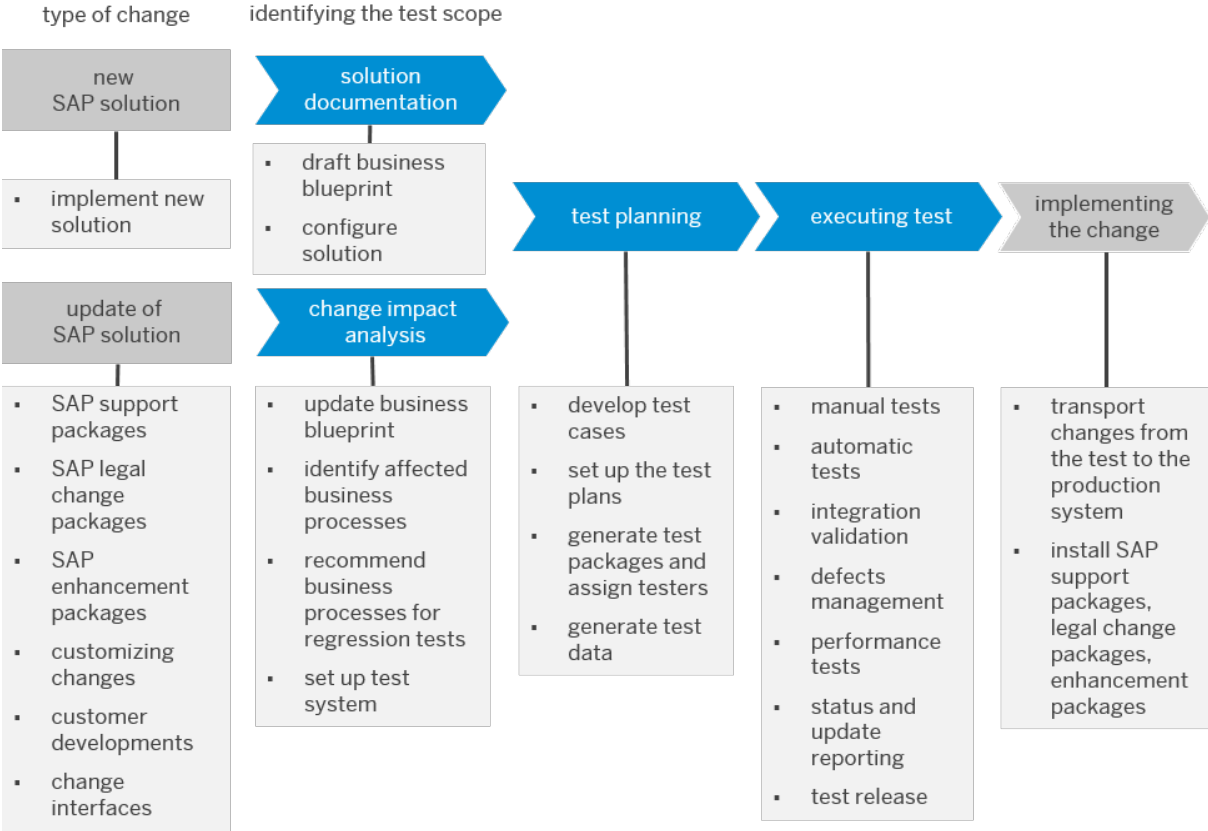 type of change
identifying the test scope
new
SAP solution
▪ implement new
solution
solution
documentation
▪ draft business
blueprint
▪ configure
solution
update of
SAP solution
▪ SAP support
packages
▪ SAP legal
change
packages
▪ SAP
enhancement
packages
▪ customizing
changes
▪ customer
developments
▪ change
interfaces
change impact
analysis
▪ update business
blueprint
▪ identify affected
business
processes
▪ recommend
business
processes for
regression tests
▪ set up test
system
test planning
▪ develop test
cases
▪ set up the test
plans
▪ generate test
packages and
assign testers
▪ generate test
data
executing test
▪ manual tests
▪ automatic
tests
▪ integration
validation
▪ defects
management
▪ performance
tests
▪ status and
update
reporting
▪ test release
implementing
the change
▪ transport
changes from
the test to the
production
system
▪ install SAP
support
packages,
legal change
packages,
enhancement
packages